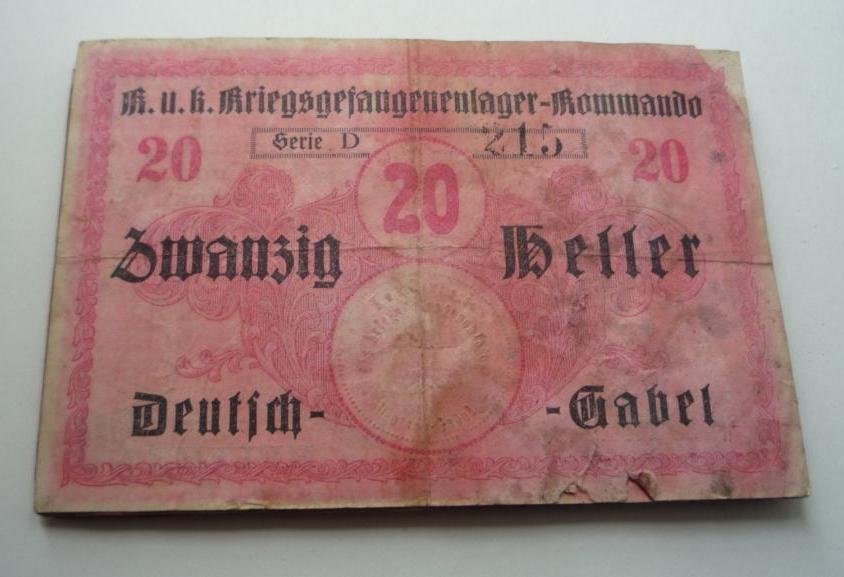 K. u. k. Kriegsgefangenenlager-Kommando
Serie D 215
20 20 20
Zwanzig Heller
Deutsch- -Gabel